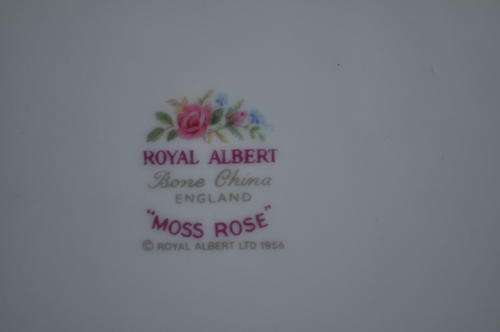 ROYAL ALBERT
Bone China
ENGLAND
"MOSS ROSE"
© ROYAL ALBERT LTD 1956